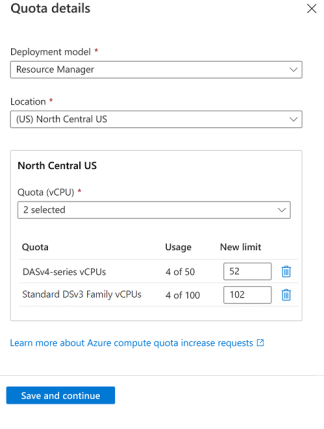 Quota details
Deployment model *
Resource Manager
Location *
(US) North Central US
North Central US
Quota (vCPU) *
2 selected
Quota Usage New limit
DASv4-series vCPUs 4 of 50 52
Standard DSv3 Family vCPUs 4 of 100 102
Learn more about Azure compute quota increase requests
Save and continue